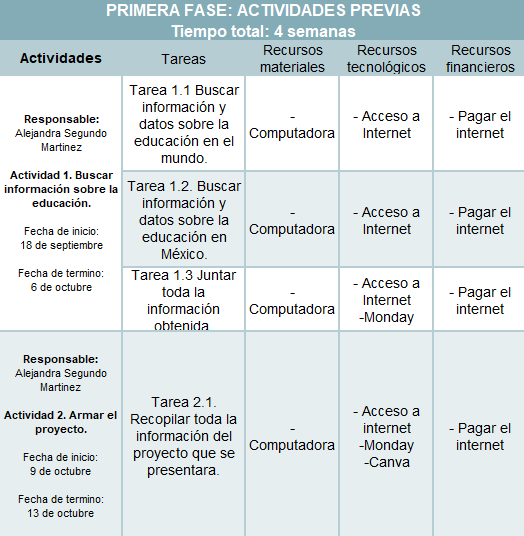 PRIMERA FASE: ACTIVIDADES PREVIAS
Tiempo total: 4 semanas
Actividades
Tareas
Recursos
materiales
Recursos
tecnológicos
Recursos
financieros
Responsable:
Alejandra Segundo
Martinez
Actividad 1. Buscar
información sobre la
educación.
Fecha de inicio:
18 de septiembre
Fecha de termino:
6 de octubre
Tarea 1.1 Buscar
información y
datos sobre la
educación en el
mundo.
-
Computadora
- Acceso a
Internet
- Pagar el
internet
Tarea 1.2. Buscar
información y
datos sobre la
educación en
México.
-
Computadora
- Acceso a
Internet
- Pagar el
internet
Tarea 1.3 Juntar
toda la
información
obtenida
-
Computadora
- Acceso a
Internet
-Monday
- Pagar el
internet
Responsable:
Alejandra Segundo
Martinez
Actividad 2. Armar el
proyecto.
Fecha de inicio:
9 de octubre
Fecha de termino:
13 de octubre
Tarea 2.1.
Recopilar toda la
información del
proyecto que se
presentara.
-
Computadora
- Acceso a
internet
-Monday
-Canva
- Pagar el
internet